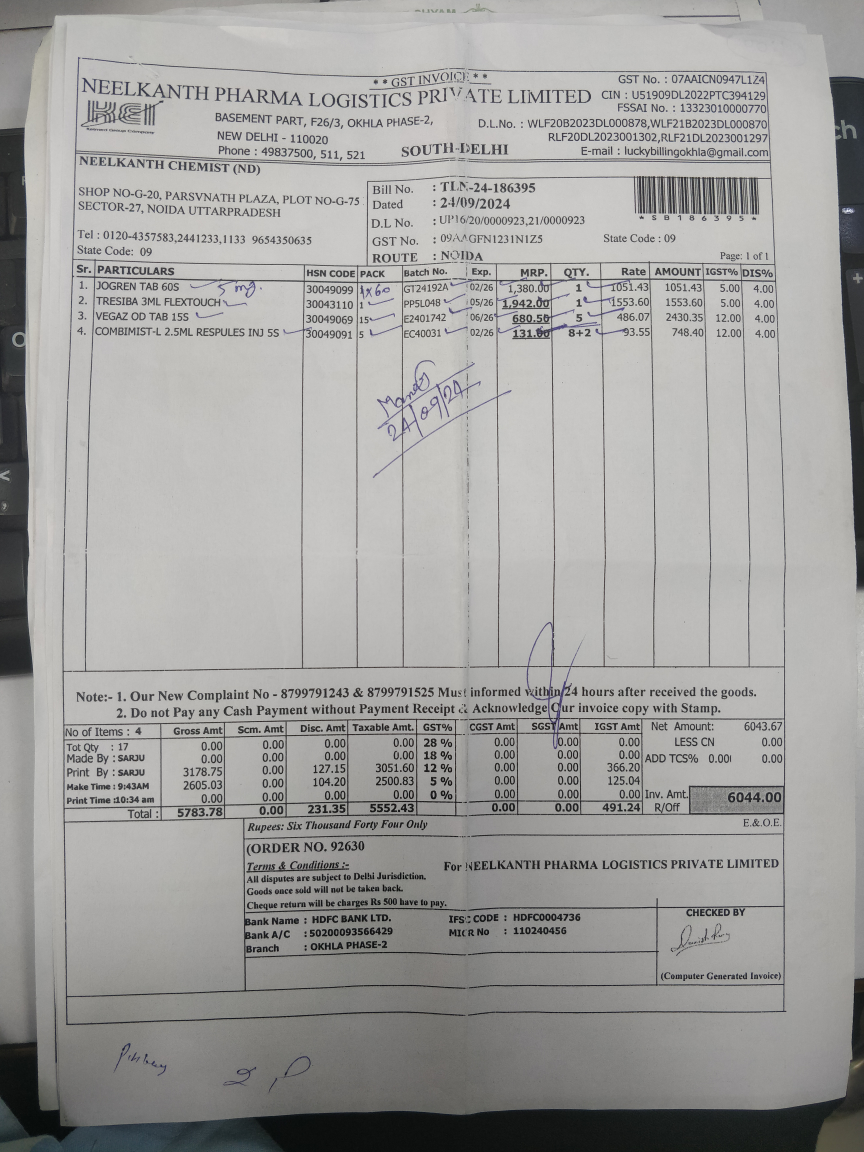 * * GST INVOICE * *
NEELKANTH PHARMA LOGISTICS PRIVATE LIMITED
GST No. : 07AAICN0947L1Z4
CIN : U51909DL2022PTC394129
FSSAI No. : 13323010000770
KEI
BASEMENT PART, F26/3, OKHLA PHASE-2,
D.L.No. : WLF20B2023DL000878,WLF21B2023DL000870
NEW DELHI - 110020
RLF20DL2023001302,RLF21DL2023001297
Phone : 49837500, 511, 521
SOUTH-DELHI
E-mail : luckybillingokhla@gmail.com
NEELKANTH CHEMIST (ND)
SHOP NO-G-20, PARSVNATH PLAZA, PLOT NO-G-75
SECTOR-27, NOIDA UTTARPRADESH
Tel : 0120-4357583,2441233,1133 9654350635
State Code: 09
Bill No. : TLN-24-186395
Dated : 24/09/2024
D.L No. : UP16/20/0000923,21/0000923
GST No. : 09AAGFN1231N1Z5 State Code : 09
ROUTE : NOIDA
*SB186395*
Page: 1 of 1
Sr. PARTICULARS HSN CODE PACK Batch No. Exp. MRP. QTY. Rate AMOUNT IGST% DIS%
1. JOGREN TAB 60S 5 mg. 30049099 1x60 GT24192A 02/26 1,380.00 1 1051.43 1051.43 5.00 4.00
2. TRESIBA 3ML FLEXTOUCH 30043110 1 PP5L048 05/26 1,942.00 1 1553.60 1553.60 5.00 4.00
3. VEGAZ OD TAB 15S 30049069 15 E2401742 06/26 680.50 5 486.07 2430.35 12.00 4.00
4. COMBIMIST-L 2.5ML RESPULES INJ 5S 30049091 5 EC40031 02/26 131.00 8+2 93.55 748.40 12.00 4.00
24/09/24
Note:- 1. Our New Complaint No - 8799791243 & 8799791525 Must informed within 24 hours after received the goods.
2. Do not Pay any Cash Payment without Payment Receipt & Acknowledge Our invoice copy with Stamp.
No of Items : 4 Gross Amt Scm. Amt Disc. Amt Taxable Amt. GST% CGST Amt SGST Amt IGST Amt Net Amount: 6043.67
Tot Qty : 17 0.00 0.00 0.00 0.00 28 % 0.00 0.00 0.00 LESS CN 0.00
Made By : SARJU 0.00 0.00 0.00 0.00 18 % 0.00 0.00 0.00 ADD TCS% 0.00 0.00
Print By : SARJU 3178.75 0.00 127.15 3051.60 12 % 0.00 0.00 366.20
Make Time : 9:43AM 2605.03 0.00 104.20 2500.83 5 % 0.00 0.00 125.04
Print Time :10:34 am 0.00 0.00 0.00 0.00 0 % 0.00 0.00 0.00 Inv. Amt. 6044.00
Total : 5783.78 0.00 231.35 5552.43 0.00 0.00 491.24 R/Off
Rupees: Six Thousand Forty Four Only E.& O.E.
(ORDER NO. 92630
Terms & Conditions :-
All disputes are subject to Delhi Jurisdiction.
Goods once sold will not be taken back.
Cheque return will be charges Rs 500 have to pay.
For NEELKANTH PHARMA LOGISTICS PRIVATE LIMITED
Bank Name : HDFC BANK LTD. IFSC CODE : HDFC0004736
Bank A/C : 50200093566429 MICR No : 110240456
Branch : OKHLA PHASE-2
CHECKED BY
(Computer Generated Invoice)